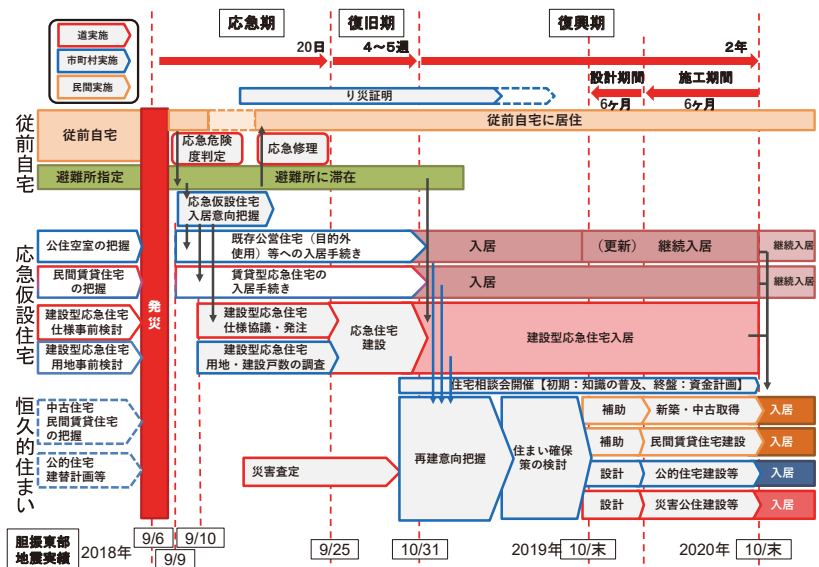 道実施
市町村実施
民間実施
応急期
復旧期
復興期
20日
4～5週
2年
設計期間
施工期間
6ヶ月
6ヶ月
り災証明
従前自宅
従前自宅
従前自宅に居住
応急危険
度判定
応急修理
避難所指定
避難所に滞在
応急仮設住宅
入居意向把握
応急仮設住宅
公住空室の把握
既存公営住宅（目的外
使用）等への入居手続き
入居
（更新）
継続入居
継続入居
民間賃貸住宅
の把握
賃貸型応急住宅の
入居手続き
入居
継続入居
発災
建設型応急住宅
仕様事前検討
建設型応急住宅
仕様協議・発注
応急住宅
建設
建設型応急住宅入居
建設型応急住宅
用地事前検討
建設型応急住宅
用地・建設戸数の調査
住宅相談会開催【初期：知識の普及、終盤：資金計画】
恒久的住まい
中古住宅
民間賃貸住宅
の把握
公的住宅
建替計画等
災害査定
再建意向把握
住まい確保
策の検討
補助
新築・中古取得
入居
補助
民間賃貸住宅建設
入居
設計
公的住宅建設等
入居
設計
災害公住建設等
入居
胆振東部
地震実績
2018年
9/6
9/9
9/10
9/25
10/31
2019年
10/末
2020年
10/末